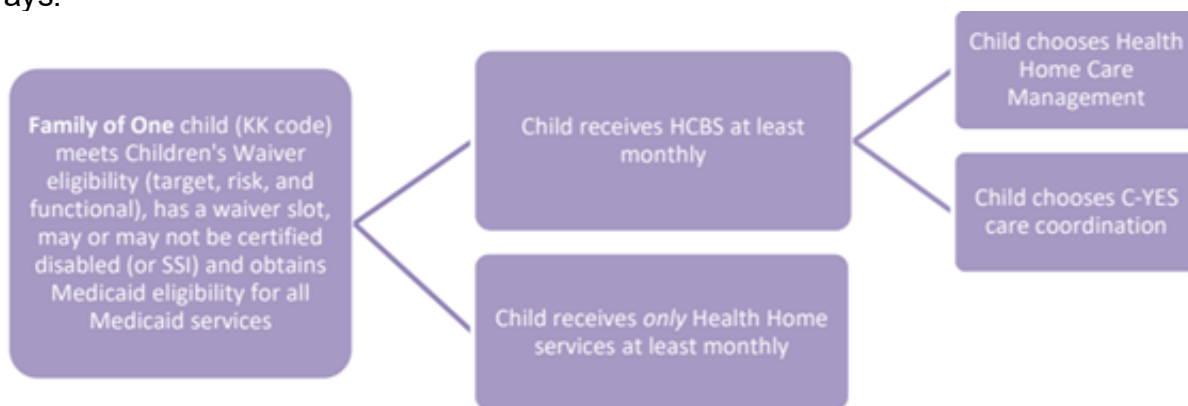 ays.
Family of One child (KK code)
meets Children's Waiver
eligibility (target, risk, and
functional), has a waiver slot,
may or may not be certified
disabled (or SSI) and obtains
Medicaid eligibility for all
Medicaid services
Child receives HCBS at least
monthly
Child receives only Health Home
services at least monthly
Child chooses Health
Home Care
Management
Child chooses C-YES
care coordination